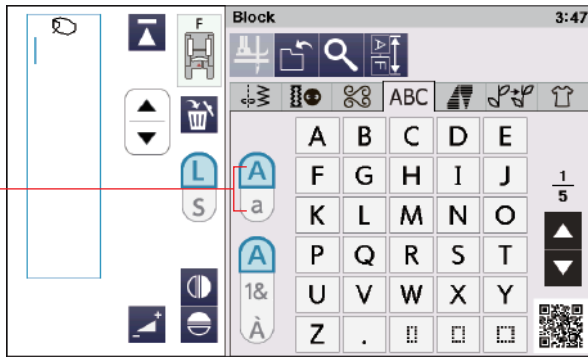 Block 3:47
F
ABC
A B C D E
L A F G H I J 1/5
S a K L M N O
A P Q R S T
1& U V W X Y
À Z .